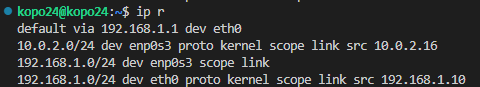 kopo24@kopo24:~$ ip r
default via 192.168.1.1 dev eth0
10.0.2.0/24 dev enp0s3 proto kernel scope link src 10.0.2.16
192.168.1.0/24 dev enp0s3 scope link
192.168.1.0/24 dev eth0 proto kernel scope link src 192.168.1.10